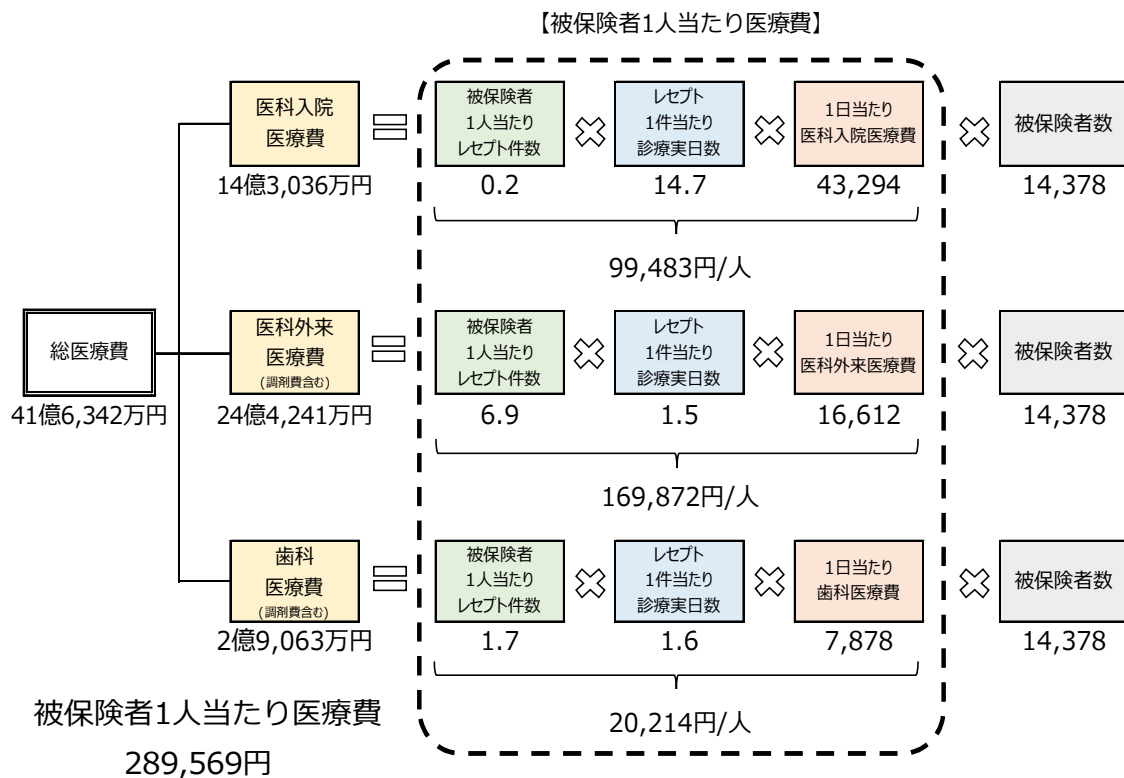 【被保険者1人当たり医療費】
医科入院
医療費
14億3,036万円
被保険者
1人当たり
レセプト件数
0.2
レセプト
1件当たり
診療実日数
14.7
1日当たり
医科入院医療費
43,294
被保険者数
14,378
99,483円/人
総医療費
41億6,342万円
医科外来
医療費
(調剤費含む)
24億4,241万円
被保険者
1人当たり
レセプト件数
6.9
レセプト
1件当たり
診療実日数
1.5
1日当たり
医科外来医療費
16,612
被保険者数
14,378
169,872円/人
歯科
医療費
(調剤費含む)
2億9,063万円
被保険者
1人当たり
レセプト件数
1.7
レセプト
1件当たり
診療実日数
1.6
1日当たり
歯科医療費
7,878
被保険者数
14,378
20,214円/人
被保険者1人当たり医療費
289,569円